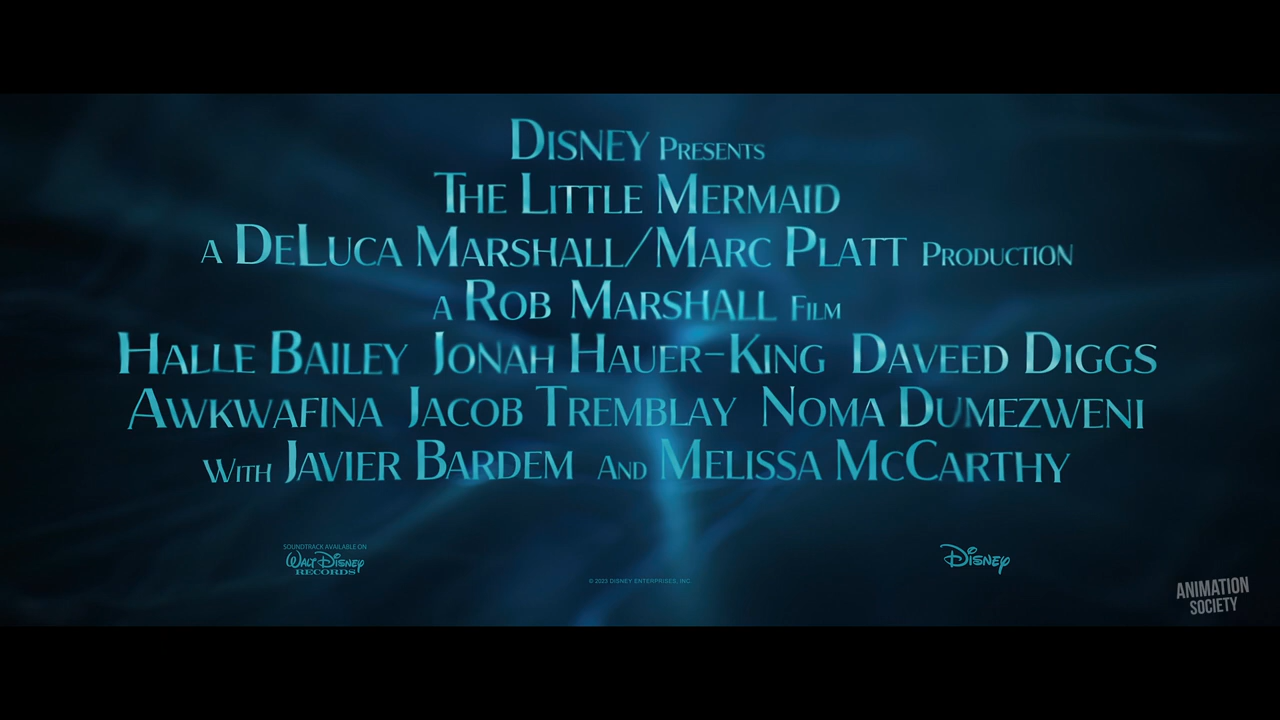 Disney Presents
The Little Mermaid
A DeLuca Marshall/Marc Platt Production
A Rob Marshall Film
Halle Bailey Jonah Hauer-King Daveed Diggs
Awkwafina Jacob Tremblay Noma Dumezweni
With Javier Bardem And Melissa McCarthy
SOUNDTRACK AVAILABLE ON
Walt Disney
RECORDS
Disney
© 2023 DISNEY ENTERPRISES, INC.
ANIMATION
SOCIETY